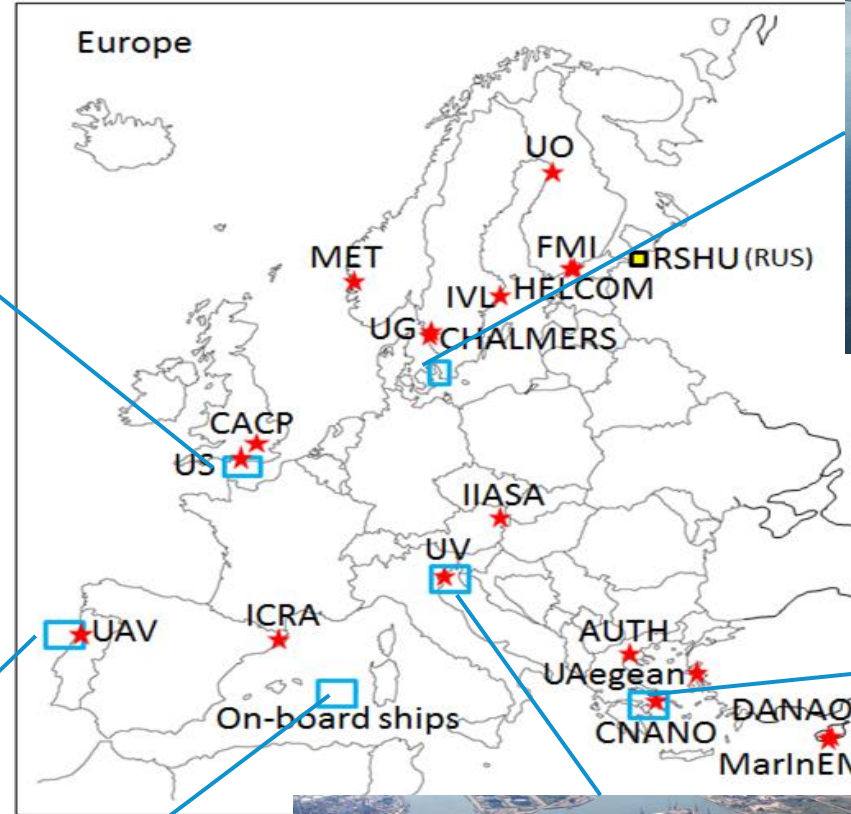 Europe
UO
MET
FMI
RSHU (RUS)
IVL
HELCOM
UG
CHALMERS
CACP
US
IIASA
UV
UAV
ICRA
AUTH
UAegean
On-board ships
DANAO
CNANO
MarInEM